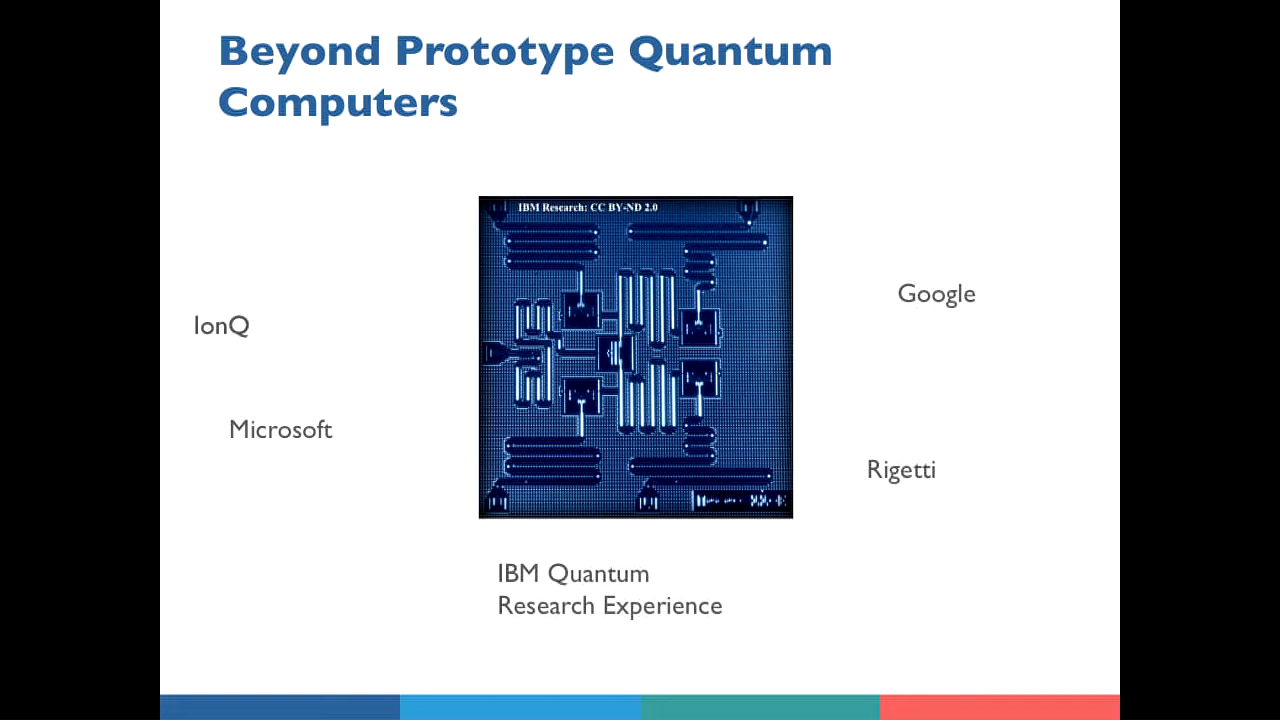 Beyond Prototype Quantum
Computers
IBM Research: CC BY-ND 2.0
Google
IonQ
Microsoft
Rigetti
IBM Quantum
Research Experience